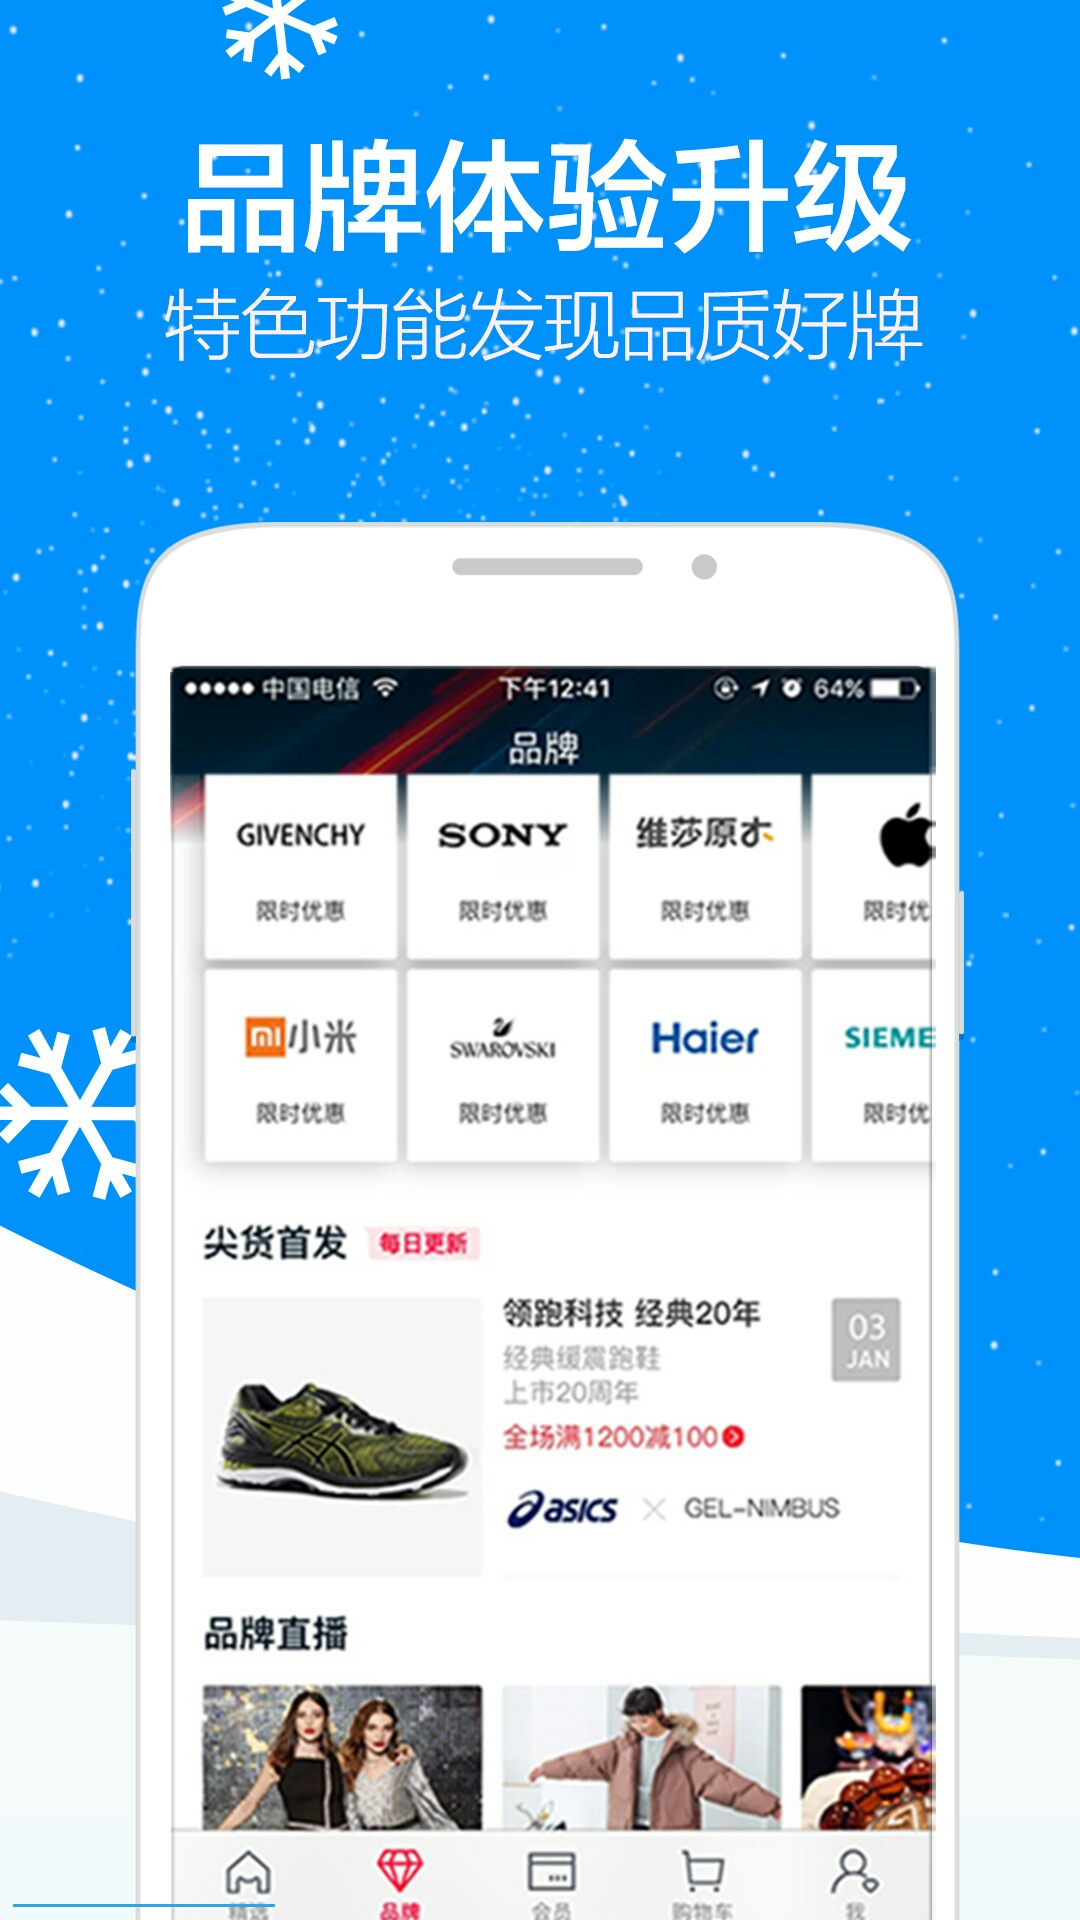 品牌体验升级
特色功能发现品质好牌
中国电信 下午12:41 64%
品牌
GIVENCHY SONY 维莎原木
限时优惠 限时优惠 限时优惠 限时优
小米 SWAROVSKI Haier SIEME
限时优惠 限时优惠 限时优惠 限时优
尖货首发 每日更新
领跑科技 经典20年
03
JAN
经典缓震跑鞋
上市20周年
全场满1200减100
asics × GEL-NIMBUS
品牌直播
精选 品牌 会员 购物车 我